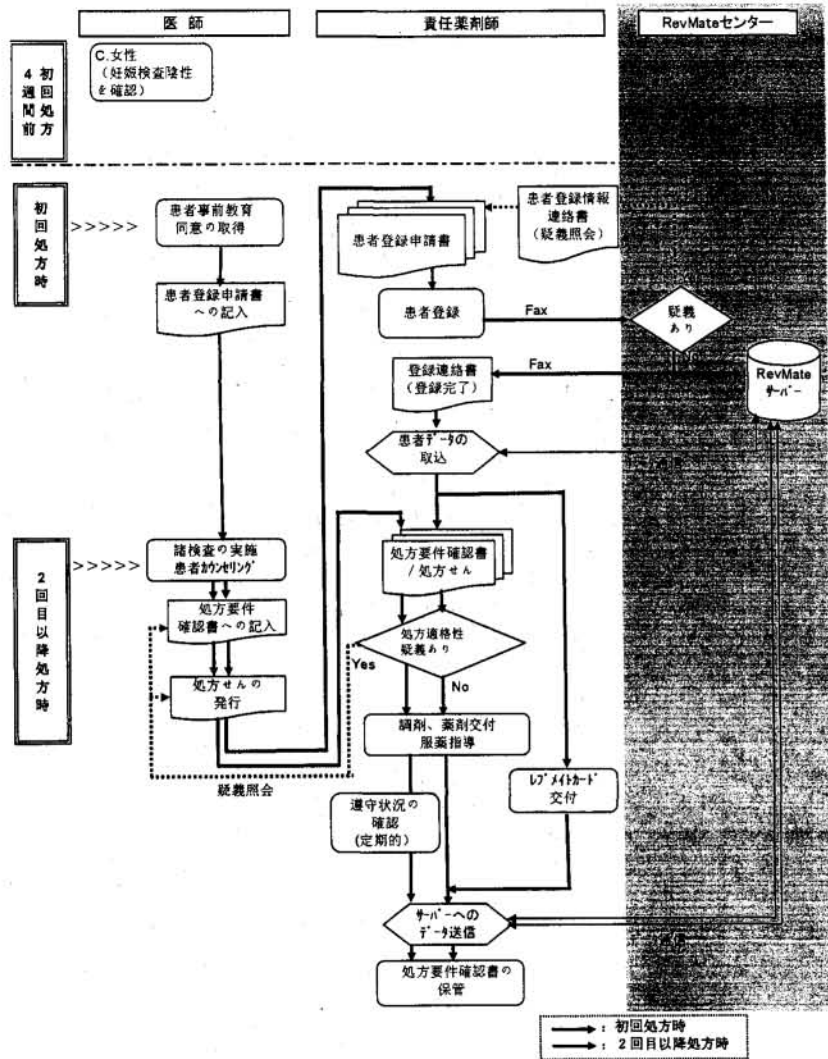 医師
責任薬剤師
RevMateセンター
初回処方
4週間前
C.女性
(妊娠検査陰性
を確認)
初回処方時
>>>>>
患者事前教育
同意の取得
患者登録申請書
への記入
患者登録申請書
患者登録情報
連絡書
(疑義照会)
患者登録
Fax
疑義
あり
登録連絡書
(登録完了)
Fax
RevMate
サーバー
患者データの
取込
2回目以降処方時
>>>>>
諸検査の実施
患者カウンセリング
処方要件
確認書への記入
処方せんの
発行
処方要件確認書
/処方せん
処方適格性
疑義あり
Yes
No
疑義照会
調剤、薬剤交付
服薬指導
レブメイトカード
交付
遵守状況の
確認
(定期的)
サーバーへの
データ送信
処方要件確認書の
保管
: 初回処方時
: 2回目以降処方時